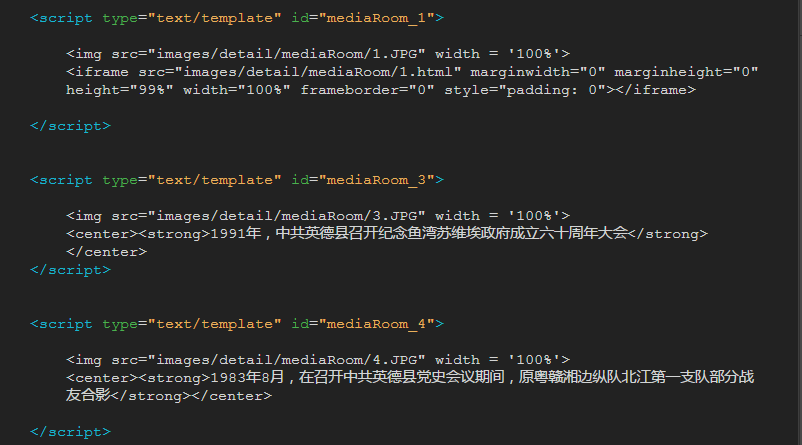 <script type="text/template" id="mediaRoom_1">
<img src="images/detail/mediaRoom/1.JPG" width = '100%'>
<iframe src="images/detail/mediaRoom/1.html" marginwidth="0" marginheight="0"
height="99%" width="100%" frameborder="0" style="padding: 0"></iframe>
</script>
<script type="text/template" id="mediaRoom_3">
<img src="images/detail/mediaRoom/3.JPG" width = '100%'>
<center><strong>1991年，中共英德县召开纪念鱼湾苏维埃政府成立六十周年大会</strong>
</center>
</script>
<script type="text/template" id="mediaRoom_4">
<img src="images/detail/mediaRoom/4.JPG" width = '100%'>
<center><strong>1983年8月，在召开中共英德县党史会议期间，原粤赣湘边纵队北江第一支队部分战
友合影</strong></center>
</script>